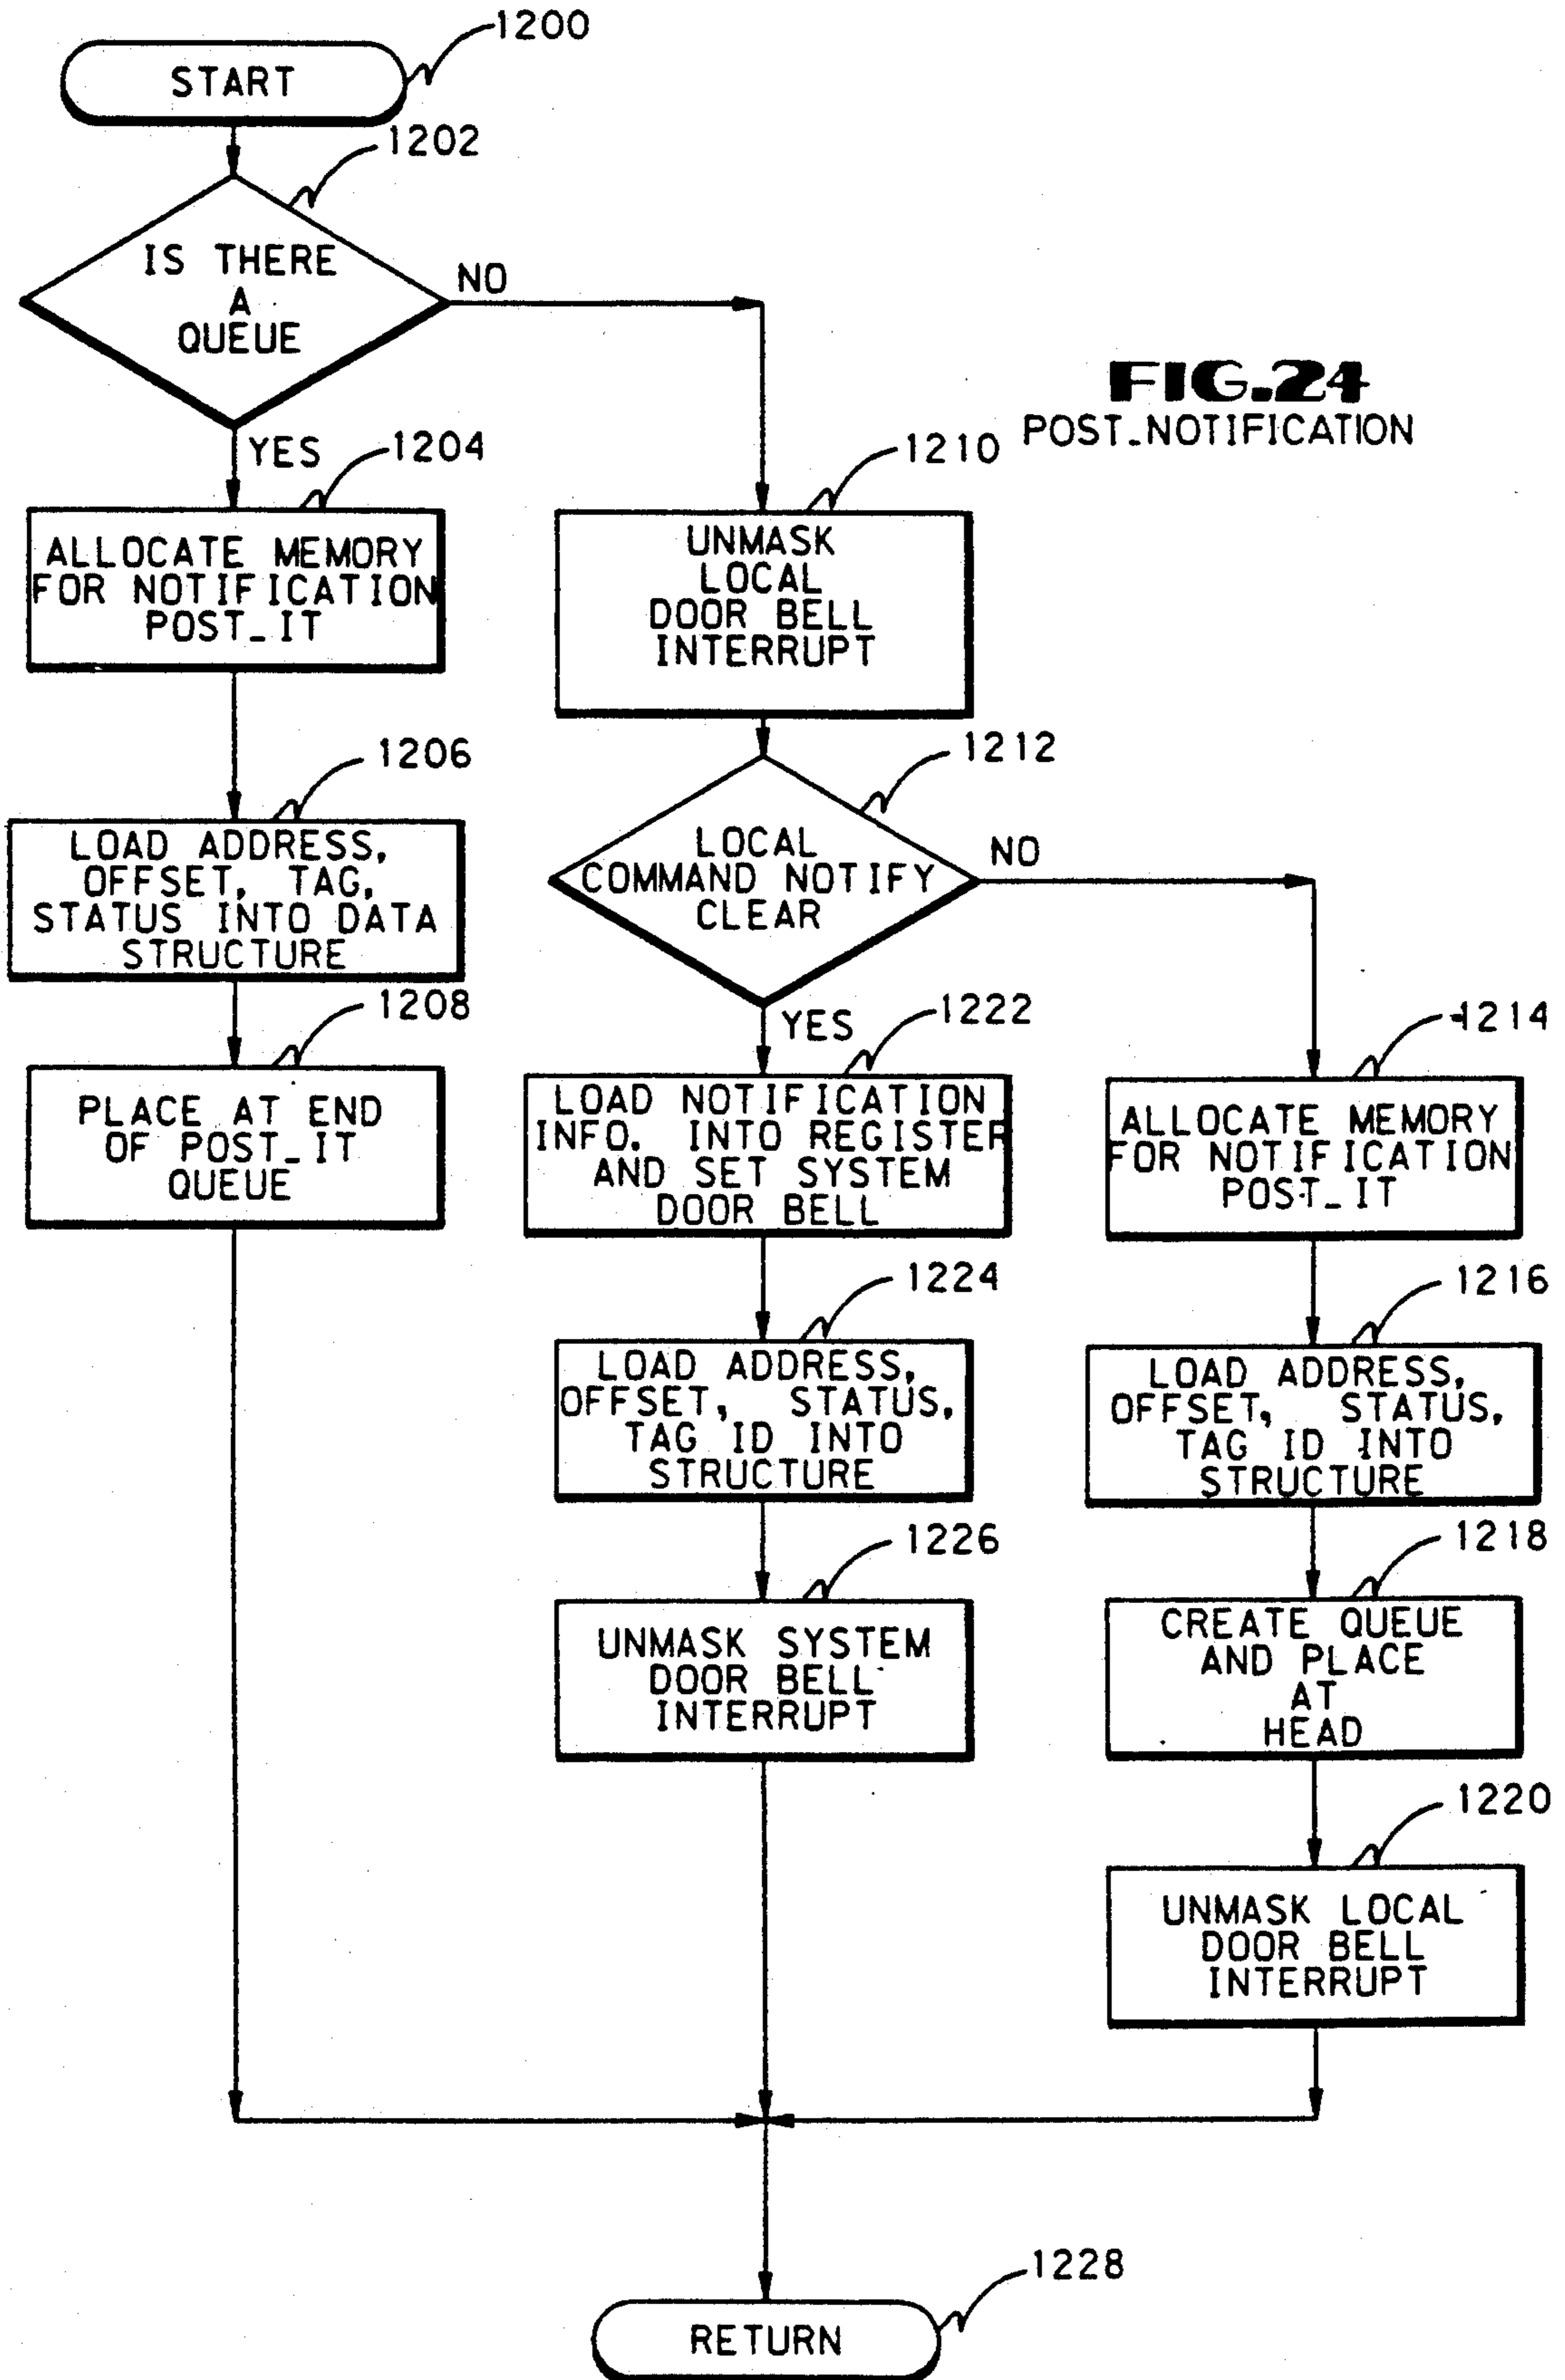 1200
START
1202
IS THERE
A
QUEUE
NO
YES
FIG.24
POST_NOTIFICATION
1204
ALLOCATE MEMORY
FOR NOTIFICATION
POST_IT
1206
LOAD ADDRESS,
OFFSET, TAG,
STATUS INTO DATA
STRUCTURE
1208
PLACE AT END
OF POST_IT
QUEUE
1210
UNMASK
LOCAL
DOOR BELL
INTERRUPT
1212
LOCAL
COMMAND NOTIFY
CLEAR
NO
YES
1222
LOAD NOTIFICATION
INFO. INTO REGISTER
AND SET SYSTEM
DOOR BELL
1224
LOAD ADDRESS,
OFFSET, STATUS,
TAG ID INTO
STRUCTURE
1226
UNMASK SYSTEM
DOOR BELL
INTERRUPT
1214
ALLOCATE MEMORY
FOR NOTIFICATION
POST_IT
1216
LOAD ADDRESS,
OFFSET, STATUS,
TAG ID INTO
STRUCTURE
1218
CREATE QUEUE
AND PLACE
AT
HEAD
1220
UNMASK LOCAL
DOOR BELL
INTERRUPT
1228
RETURN